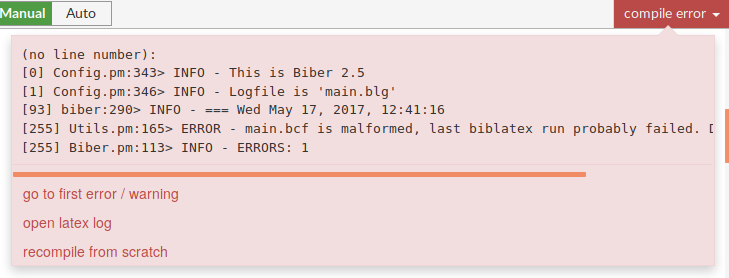 Manual Auto compile error
(no line number):
[0] Config.pm:343> INFO - This is Biber 2.5
[1] Config.pm:346> INFO - Logfile is 'main.blg'
[93] biber:290> INFO - === Wed May 17, 2017, 12:41:16
[255] Utils.pm:165> ERROR - main.bcf is malformed, last biblatex run probably failed. D
[255] Biber.pm:113> INFO - ERRORS: 1
go to first error / warning
open latex log
recompile from scratch